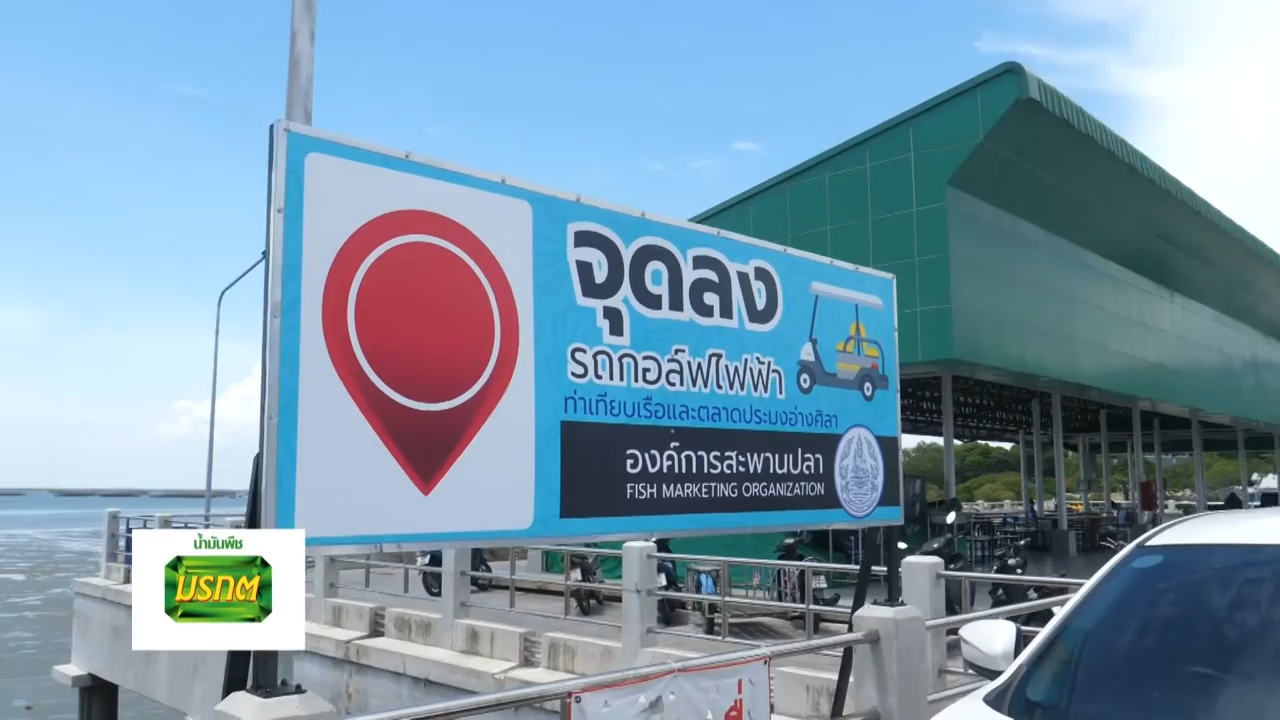 จุดลง
รถกอล์ฟไฟฟ้า
ท่าเทียบเรือและตลาดประมงอ่างศิลา
องค์การสะพานปลา
FISH MARKETING ORGANIZATION
น้ำมันพืช
มรกต